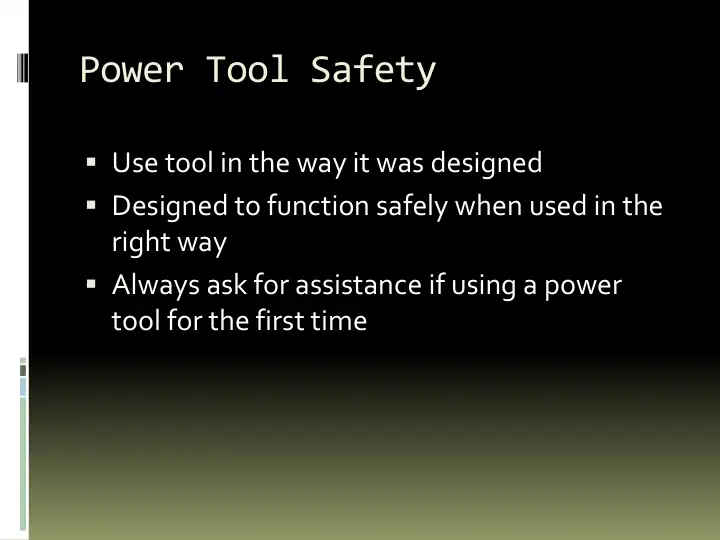 Power Tool Safety
▪ Use tool in the way it was designed
▪ Designed to function safely when used in the
right way
▪ Always ask for assistance if using a power
tool for the first time